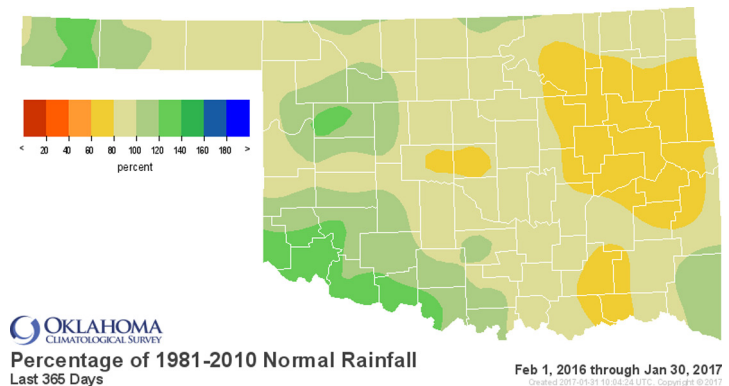 < 20 40 60 80 100 120 140 160 180 >
percent
OKLAHOMA
CLIMATOLOGICAL SURVEY
Percentage of 1981-2010 Normal Rainfall
Last 365 Days
Feb 1, 2016 through Jan 30, 2017
Created 2017-01-31 10:04:24 UTC. Copyright © 2017